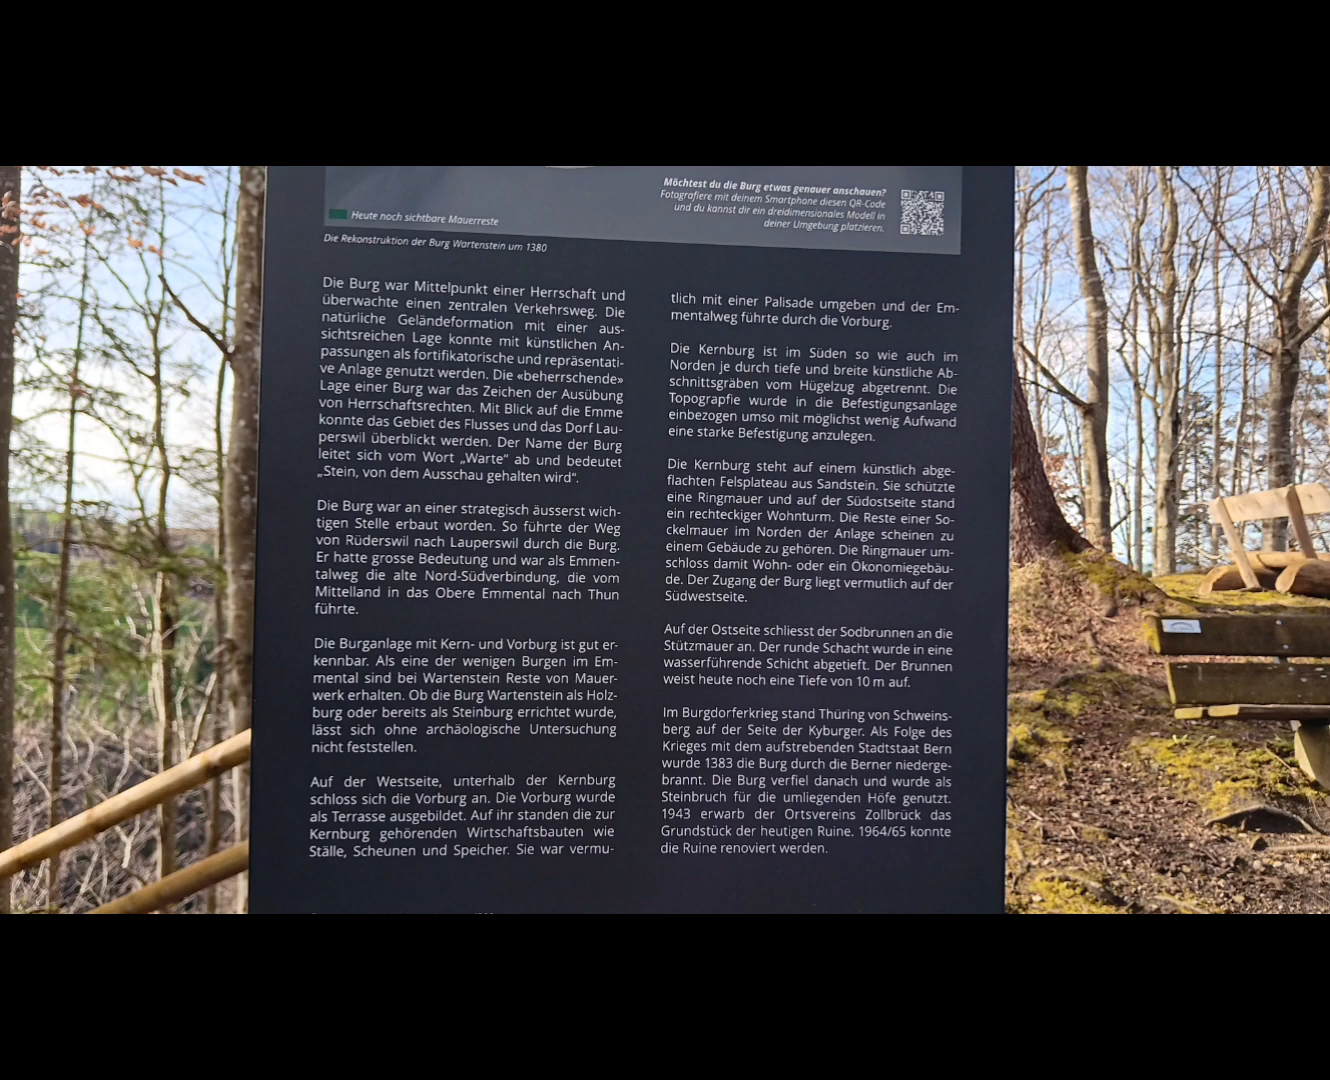 Möchtest du die Burg etwas genauer anschauen?
Fotografiere mit deinem Smartphone diesen QR-Code
und du kannst dir ein dreidimensionales Modell in
deiner Umgebung platzieren.
Heute noch sichtbare Mauerreste
Die Rekonstruktion der Burg Wartenstein um 1380
Die Burg war Mittelpunkt einer Herrschaft und
überwachte einen zentralen Verkehrsweg. Die
natürliche Geländeformation mit einer aus-
sichtsreichen Lage konnte mit künstlichen An-
passungen als fortifikatorische und repräsentati-
ve Anlage genutzt werden. Die «beherrschende»
Lage einer Burg war das Zeichen der Ausübung
von Herrschaftsrechten. Mit Blick auf die Emme
konnte das Gebiet des Flusses und das Dorf Lau-
perswil überblickt werden. Der Name der Burg
leitet sich vom Wort „Warte“ ab und bedeutet
„Stein, von dem Ausschau gehalten wird“.
Die Burg war an einer strategisch äusserst wich-
tigen Stelle erbaut worden. So führte der Weg
von Rüderswil nach Lauperswil durch die Burg.
Er hatte grosse Bedeutung und war als Emmen-
talweg die alte Nord-Südverbindung, die vom
Mittelland in das Obere Emmental nach Thun
führte.
Die Burganlage mit Kern- und Vorburg ist gut er-
kennbar. Als eine der wenigen Burgen im Em-
mental sind bei Wartenstein Reste von Mauer-
werk erhalten. Ob die Burg Wartenstein als Holz-
burg oder bereits als Steinburg errichtet wurde,
lässt sich ohne archäologische Untersuchung
nicht feststellen.
Auf der Westseite, unterhalb der Kernburg
schloss sich die Vorburg an. Die Vorburg wurde
als Terrasse ausgebildet. Auf ihr standen die zur
Kernburg gehörenden Wirtschaftsbauten wie
Ställe, Scheunen und Speicher. Sie war vermu-
tlich mit einer Palisade umgeben und der Em-
mentalweg führte durch die Vorburg.
Die Kernburg ist im Süden so wie auch im
Norden je durch tiefe und breite künstliche Ab-
schnittsgräben vom Hügelzug abgetrennt. Die
Topograpfie wurde in die Befestigungsanlage
einbezogen umso mit möglichst wenig Aufwand
eine starke Befestigung anzulegen.
Die Kernburg steht auf einem künstlich abge-
flachten Felsplateau aus Sandstein. Sie schützte
eine Ringmauer und auf der Südostseite stand
ein rechteckiger Wohnturm. Die Reste einer So-
ckelmauer im Norden der Anlage scheinen zu
einem Gebäude zu gehören. Die Ringmauer um-
schloss damit Wohn- oder ein Ökonomiegebäu-
de. Der Zugang der Burg liegt vermutlich auf der
Südwestseite.
Auf der Ostseite schliesst der Sodbrunnen an die
Stützmauer an. Der runde Schacht wurde in eine
wasserführende Schicht abgetieft. Der Brunnen
weist heute noch eine Tiefe von 10 m auf.
Im Burgdorferkrieg stand Thüring von Schweins-
berg auf der Seite der Kyburger. Als Folge des
Krieges mit dem aufstrebenden Stadtstaat Bern
wurde 1383 die Burg durch die Berner niederge-
brannt. Die Burg verfiel danach und wurde als
Steinbruch für die umliegenden Höfe genutzt.
1943 erwarb der Ortsvereins Zollbrück das
Grundstück der heutigen Ruine. 1964/65 konnte
die Ruine renoviert werden.